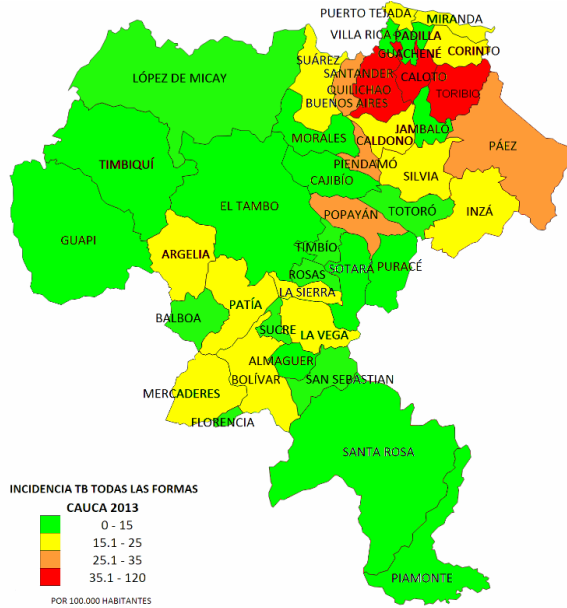 PUERTO TEJADA
MIRANDA
VILLA RICA
PADILLA
GUACHENÉ
CORINTO
SUÁREZ
SANTANDER
QUILICHAO
CALOTO
LÓPEZ DE MICAY
TORIBIO
BUENOS AIRES
MORALES
JAMBALÓ
CALDONO
PÁEZ
TIMBIQUÍ
PIENDAMÓ
SILVIA
CAJIBÍO
EL TAMBO
POPAYÁN
TOTORÓ
INZÁ
GUAPI
TIMBÍO
ARGELIA
SOTARÁ
PURACÉ
ROSAS
LA SIERRA
PATÍA
BALBOA
SUCRE
LA VEGA
ALMAGUER
BOLÍVAR
SAN SEBASTIAN
MERCADERES
FLORENCIA
SANTA ROSA
PIAMONTE
INCIDENCIA TB TODAS LAS FORMAS
CAUCA 2013
0 - 15
15.1 - 25
25.1 - 35
35.1 - 120
POR 100.000 HABITANTES